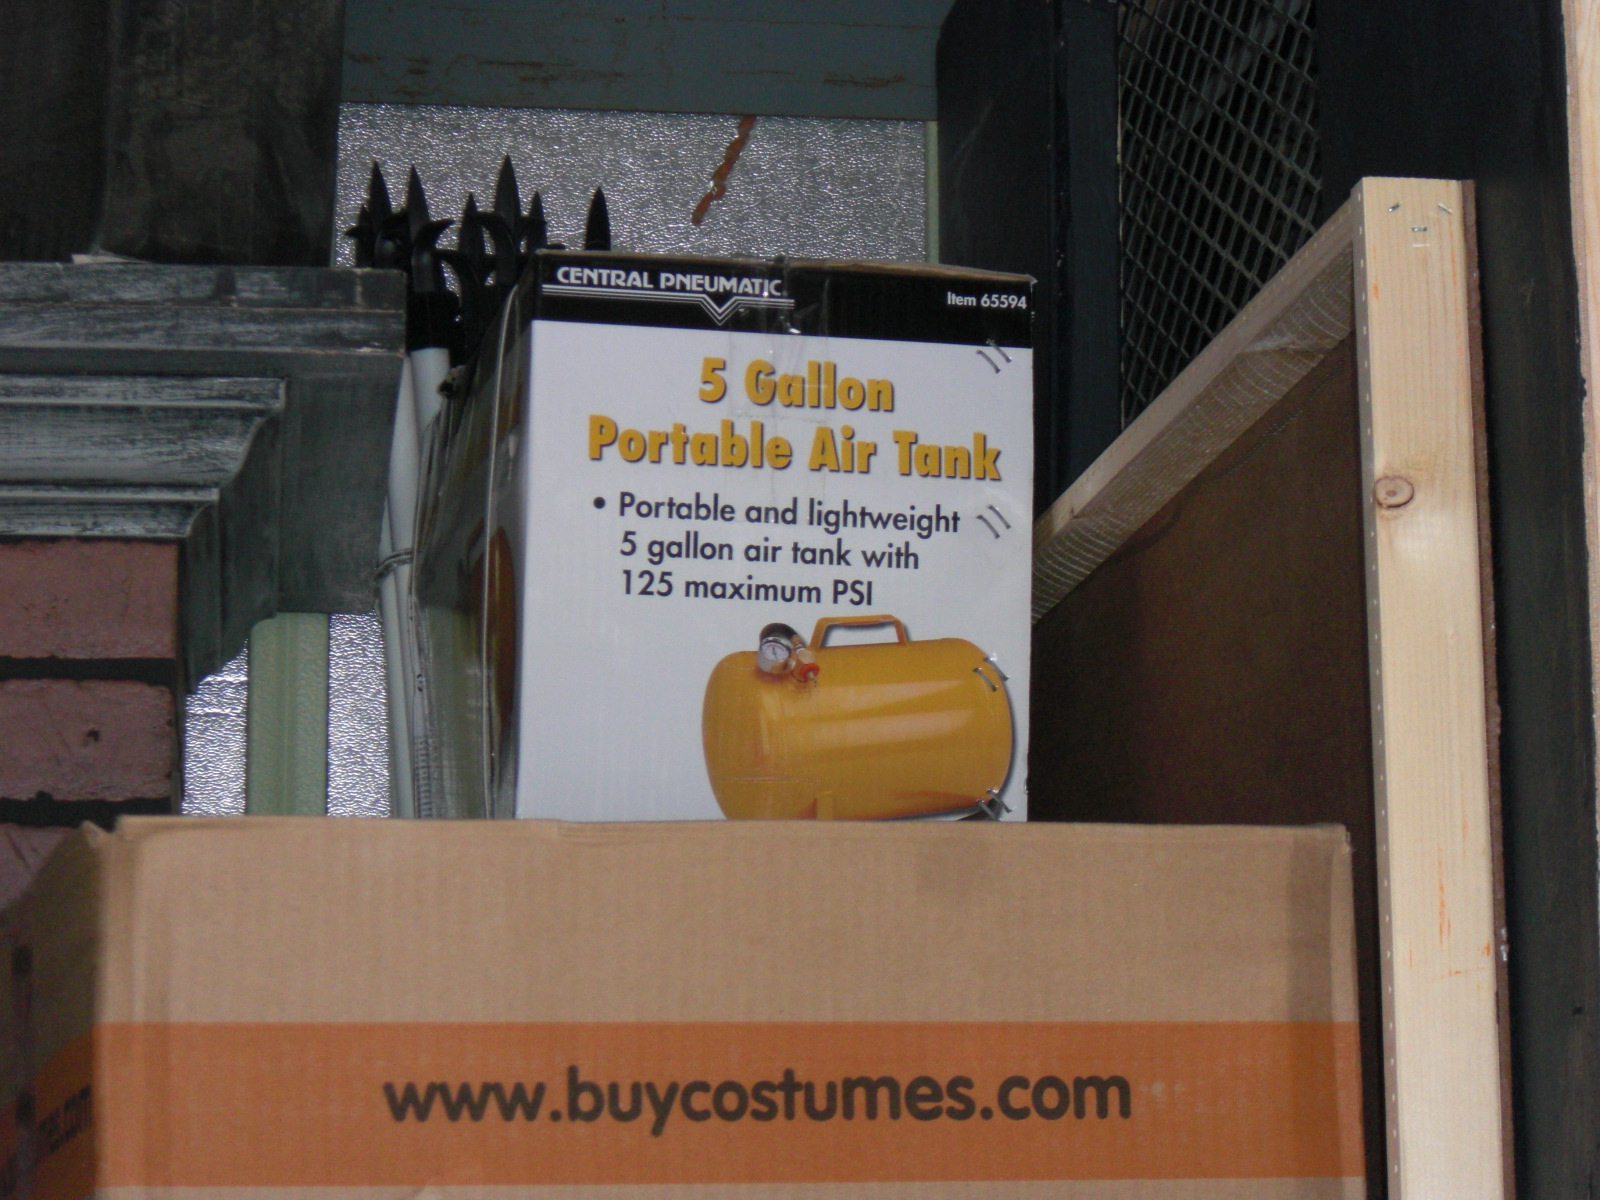 CENTRAL PNEUMATIC
Item 65594
5 Gallon
Portable Air Tank
• Portable and lightweight
5 gallon air tank with
125 maximum PSI
www.buycostumes.com